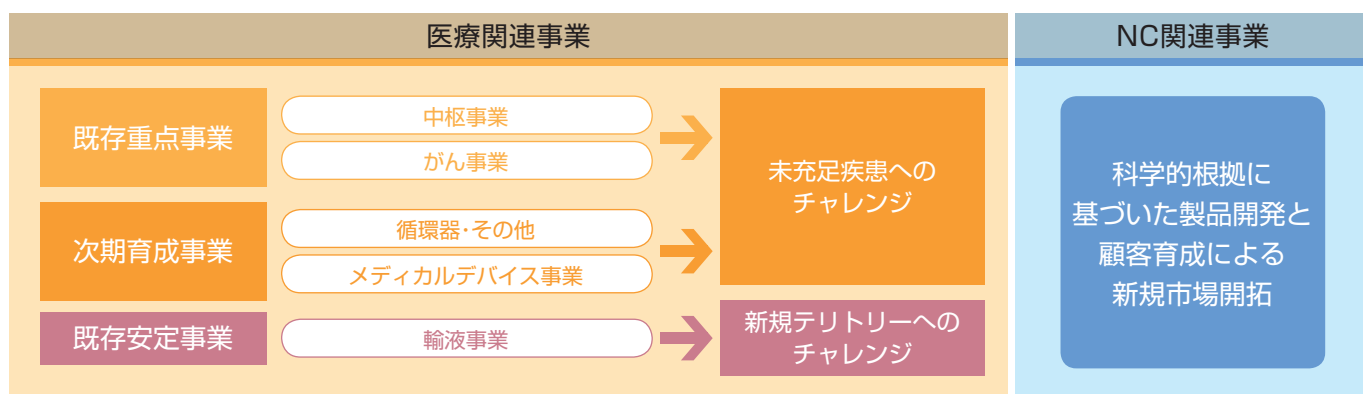 医療関連事業
既存重点事業
中枢事業
がん事業
未充足疾患への
チャレンジ
次期育成事業
循環器・その他
メディカルデバイス事業
既存安定事業
輸液事業
新規テリトリーへの
チャレンジ
NC関連事業
科学的根拠に
基づいた製品開発と
顧客育成による
新規市場開拓